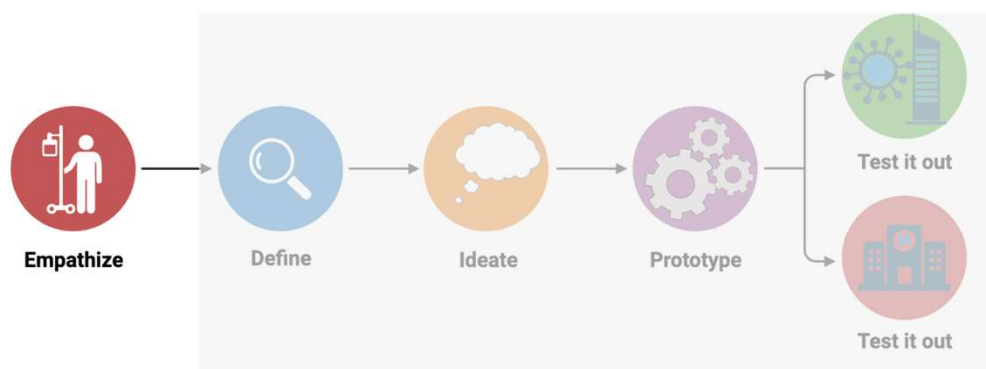 Empathize
Define
Ideate
Prototype
Test it out
Test it out